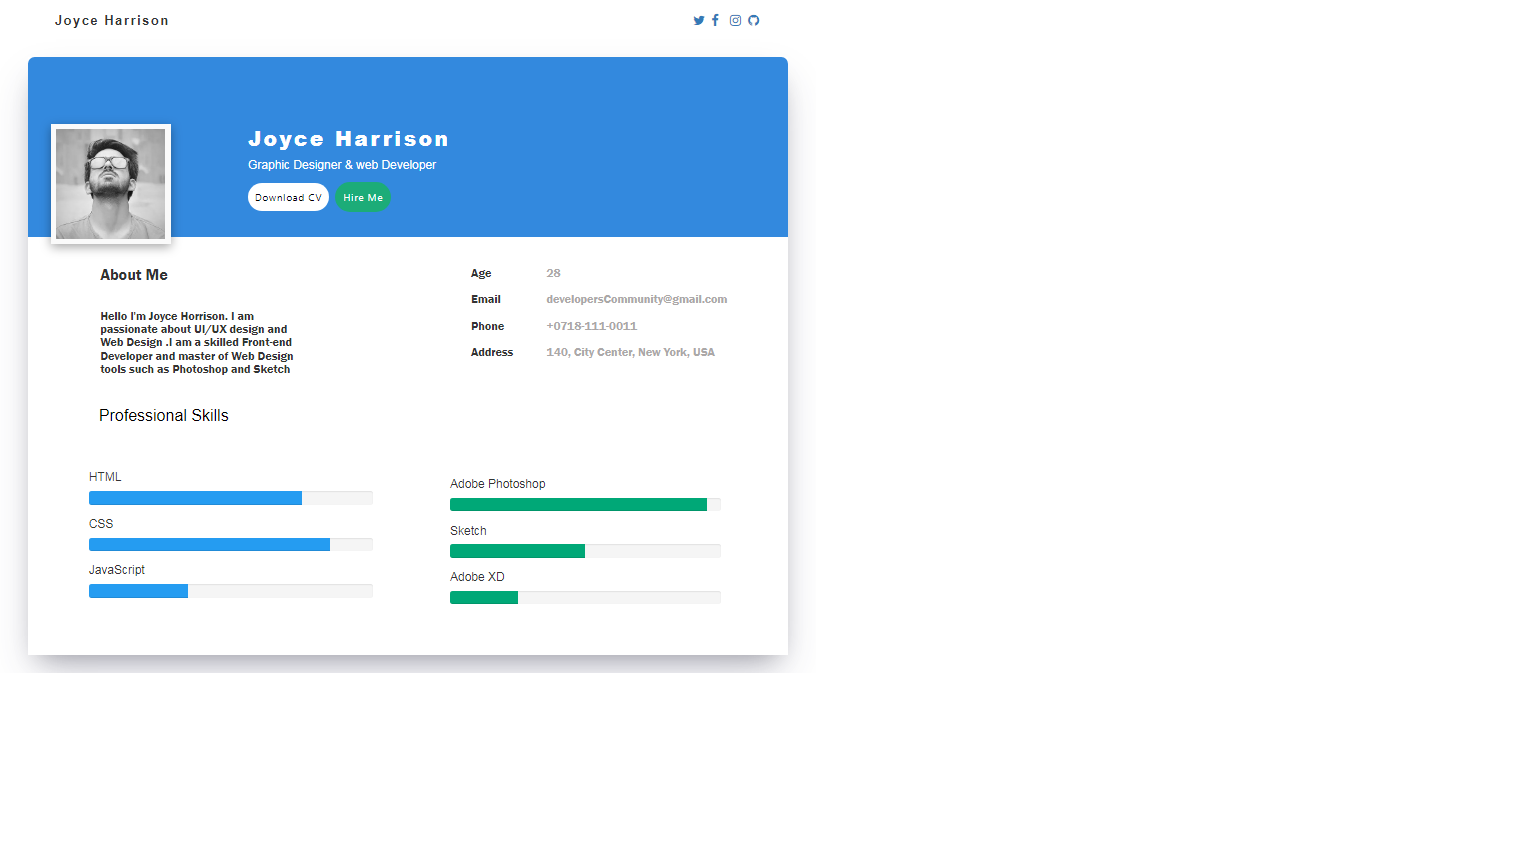 Joyce Harrison
Joyce Harrison
Graphic Designer & web Developer
Download CV
Hire Me
About Me
Hello I'm Joyce Horrison. I am
passionate about UI/UX design and
Web Design .I am a skilled Front-end
Developer and master of Web Design
tools such as Photoshop and Sketch
Age 28
Email developersCommunity@gmail.com
Phone +0718-111-0011
Address 140, City Center, New York, USA
Professional Skills
HTML
CSS
JavaScript
Adobe Photoshop
Sketch
Adobe XD